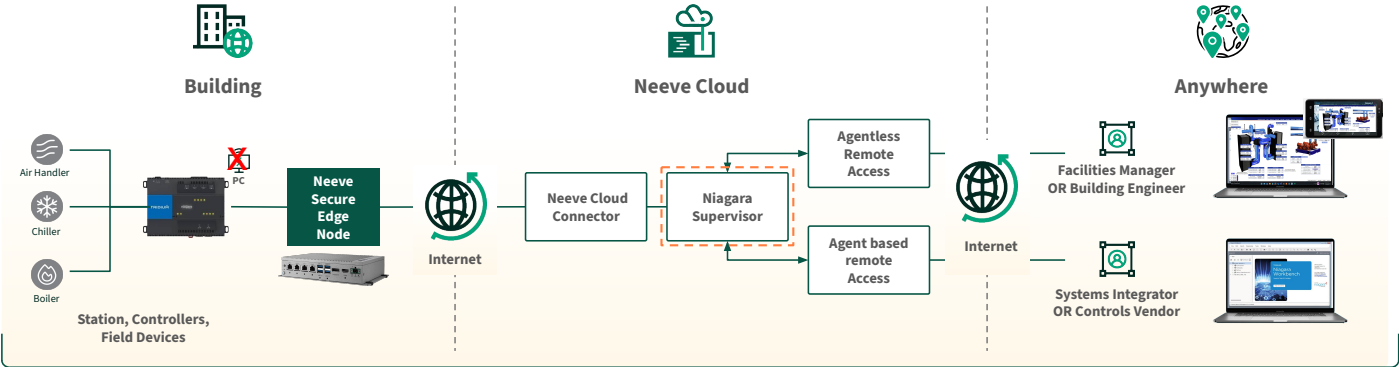 Building
Neeve Cloud
Anywhere
Air Handler
Chiller
Boiler
PC
Station, Controllers,
Field Devices
Neeve
Secure
Edge
Node
Internet
Neeve Cloud
Connector
Niagara
Supervisor
Agentless
Remote
Access
Agent based
remote
Access
Internet
Facilities Manager
OR Building Engineer
Systems Integrator
OR Controls Vendor
Niagara
Workbench